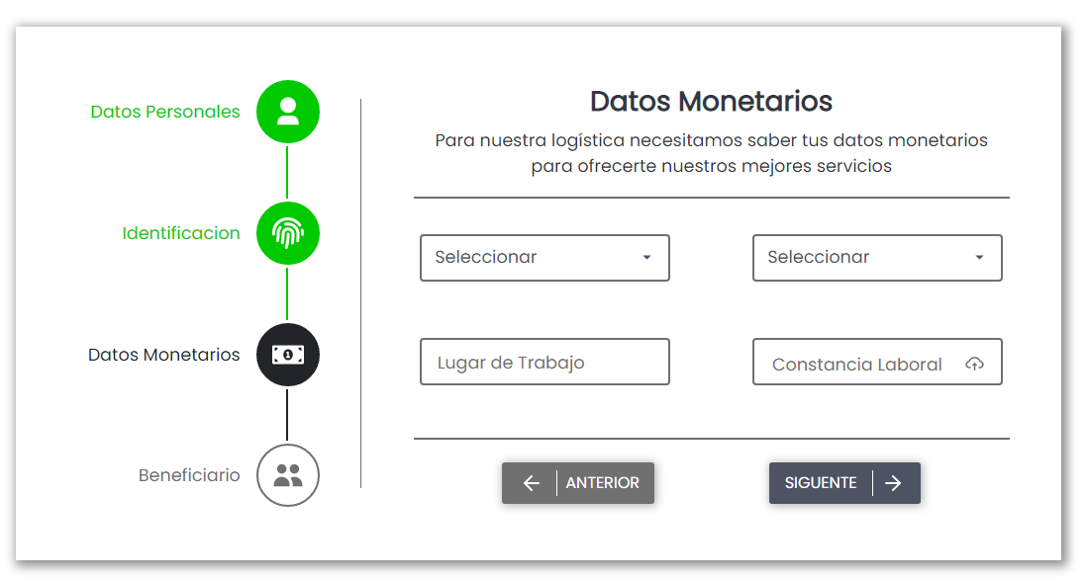 Datos Personales
Identificacion
Datos Monetarios
Beneficiario
Datos Monetarios
Para nuestra logística necesitamos saber tus datos monetarios
para ofrecerte nuestros mejores servicios
Seleccionar
Seleccionar
Lugar de Trabajo
Constancia Laboral
ANTERIOR
SIGUENTE